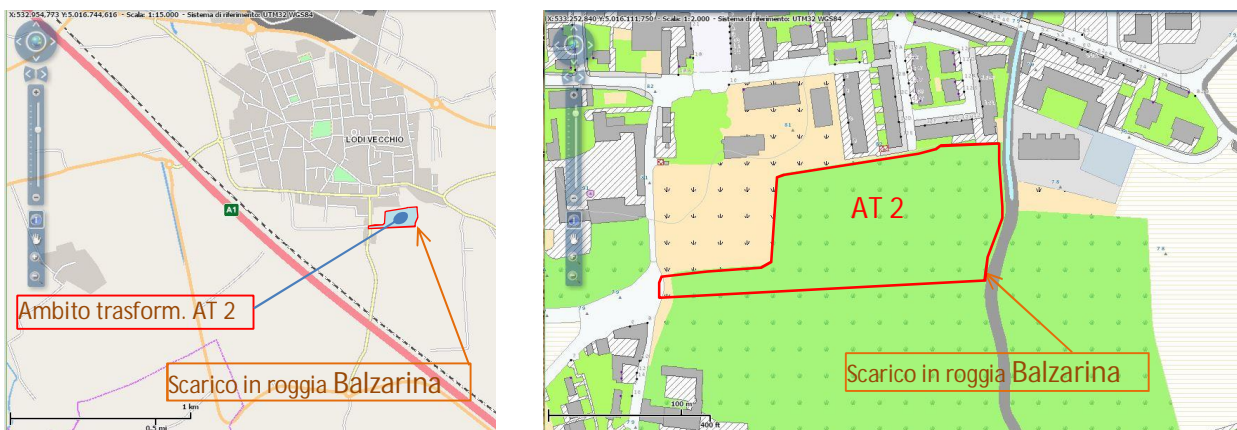 X:532.954,773 Y:5.016.744,616 - Scala: 1:15.000 - Sistema di riferimento: UTM32 WGS84
LODI VECCHIO
A1
Ambito trasform. AT 2
Scarico in roggia Balzarina
1 km
0.5 mi
X:533.252,840 Y:5.016.111,750 - Scala: 1:2.000 - Sistema di riferimento: UTM32 WGS84
AT 2
Scarico in roggia Balzarina
100 m
400 ft